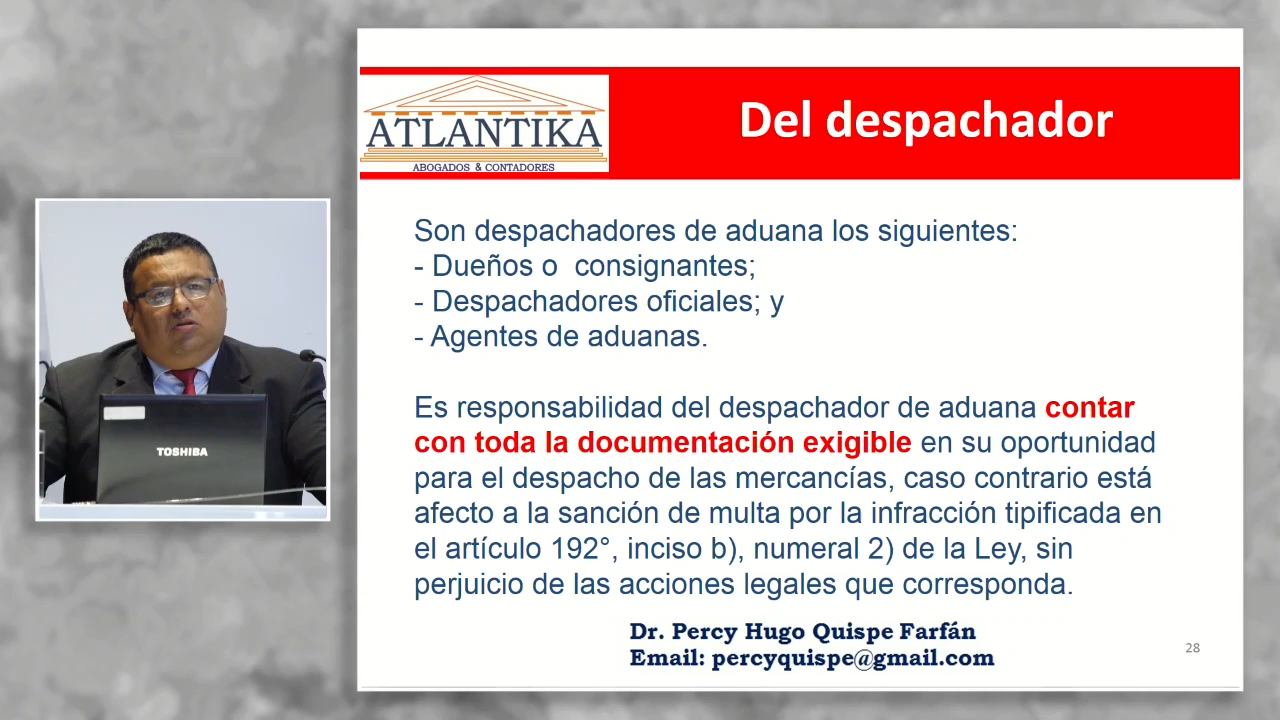 ATLANTIKA
ABOGADOS & CONTADORES
Del despachador
Son despachadores de aduana los siguientes:
- Dueños o consignantes;
- Despachadores oficiales; y
- Agentes de aduanas.
Es responsabilidad del despachador de aduana contar
con toda la documentación exigible en su oportunidad
para el despacho de las mercancías, caso contrario está
afecto a la sanción de multa por la infracción tipificada en
el artículo 192°, inciso b), numeral 2) de la Ley, sin
perjuicio de las acciones legales que corresponda.
Dr. Percy Hugo Quispe Farfán
Email: percyquispe@gmail.com
28
TOSHIBA